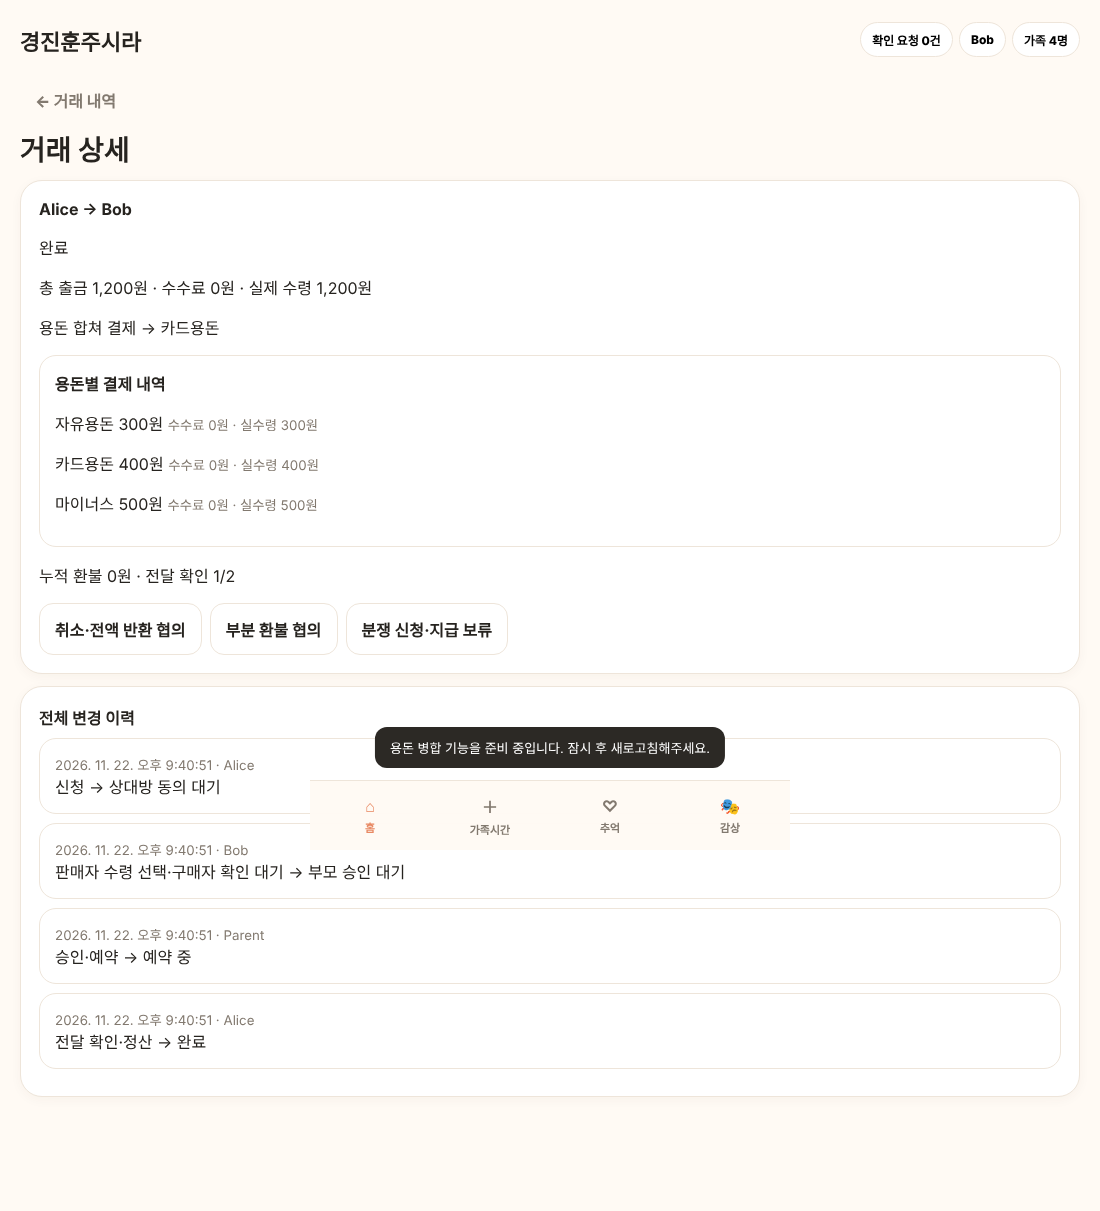 경진훈주시라
확인 요청 0건
Bob
가족 4명
← 거래 내역
거래 상세
Alice → Bob
완료
총 출금 1,200원 · 수수료 0원 · 실제 수령 1,200원
용돈 합쳐 결제 → 카드용돈
용돈별 결제 내역
자유용돈 300원 수수료 0원 · 실수령 300원
카드용돈 400원 수수료 0원 · 실수령 400원
마이너스 500원 수수료 0원 · 실수령 500원
누적 환불 0원 · 전달 확인 1/2
취소·전액 반환 협의
부분 환불 협의
분쟁 신청·지급 보류
전체 변경 이력
용돈 병합 기능을 준비 중입니다. 잠시 후 새로고침해주세요.
2026. 11. 22. 오후 9:40:51 · Alice
신청 → 상대방 동의 대기
홈
가족시간
추억
감상
2026. 11. 22. 오후 9:40:51 · Bob
판매자 수령 선택·구매자 확인 대기 → 부모 승인 대기
2026. 11. 22. 오후 9:40:51 · Parent
승인·예약 → 예약 중
2026. 11. 22. 오후 9:40:51 · Alice
전달 확인·정산 → 완료